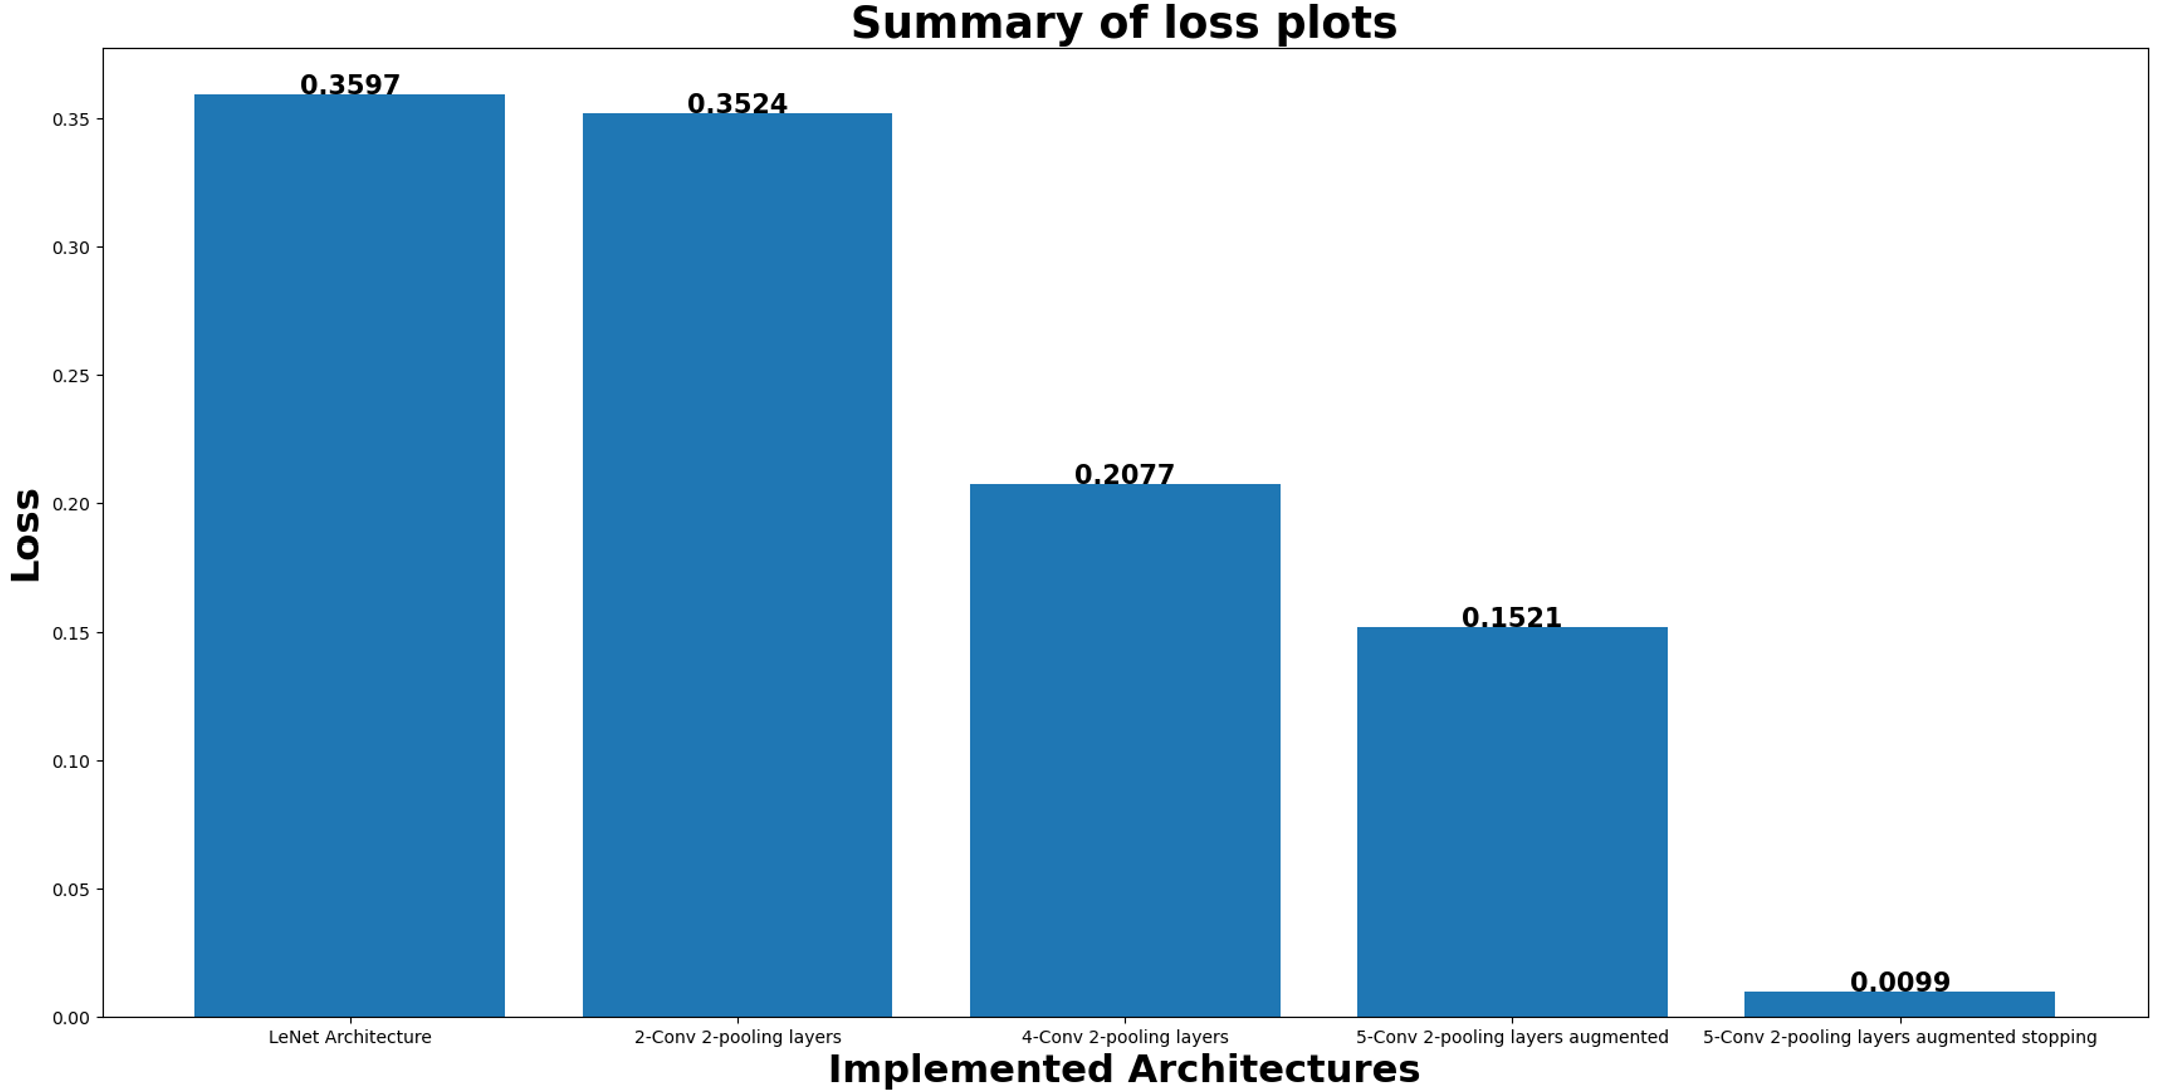 Summary of loss plots
0.3597
0.3524
0.2077
0.1521
0.0099
0.35
0.30
0.25
0.20
0.15
0.10
0.05
0.00
Loss
LeNet Architecture
2-Conv 2-pooling layers
4-Conv 2-pooling layers
5-Conv 2-pooling layers augmented
5-Conv 2-pooling layers augmented stopping
Implemented Architectures